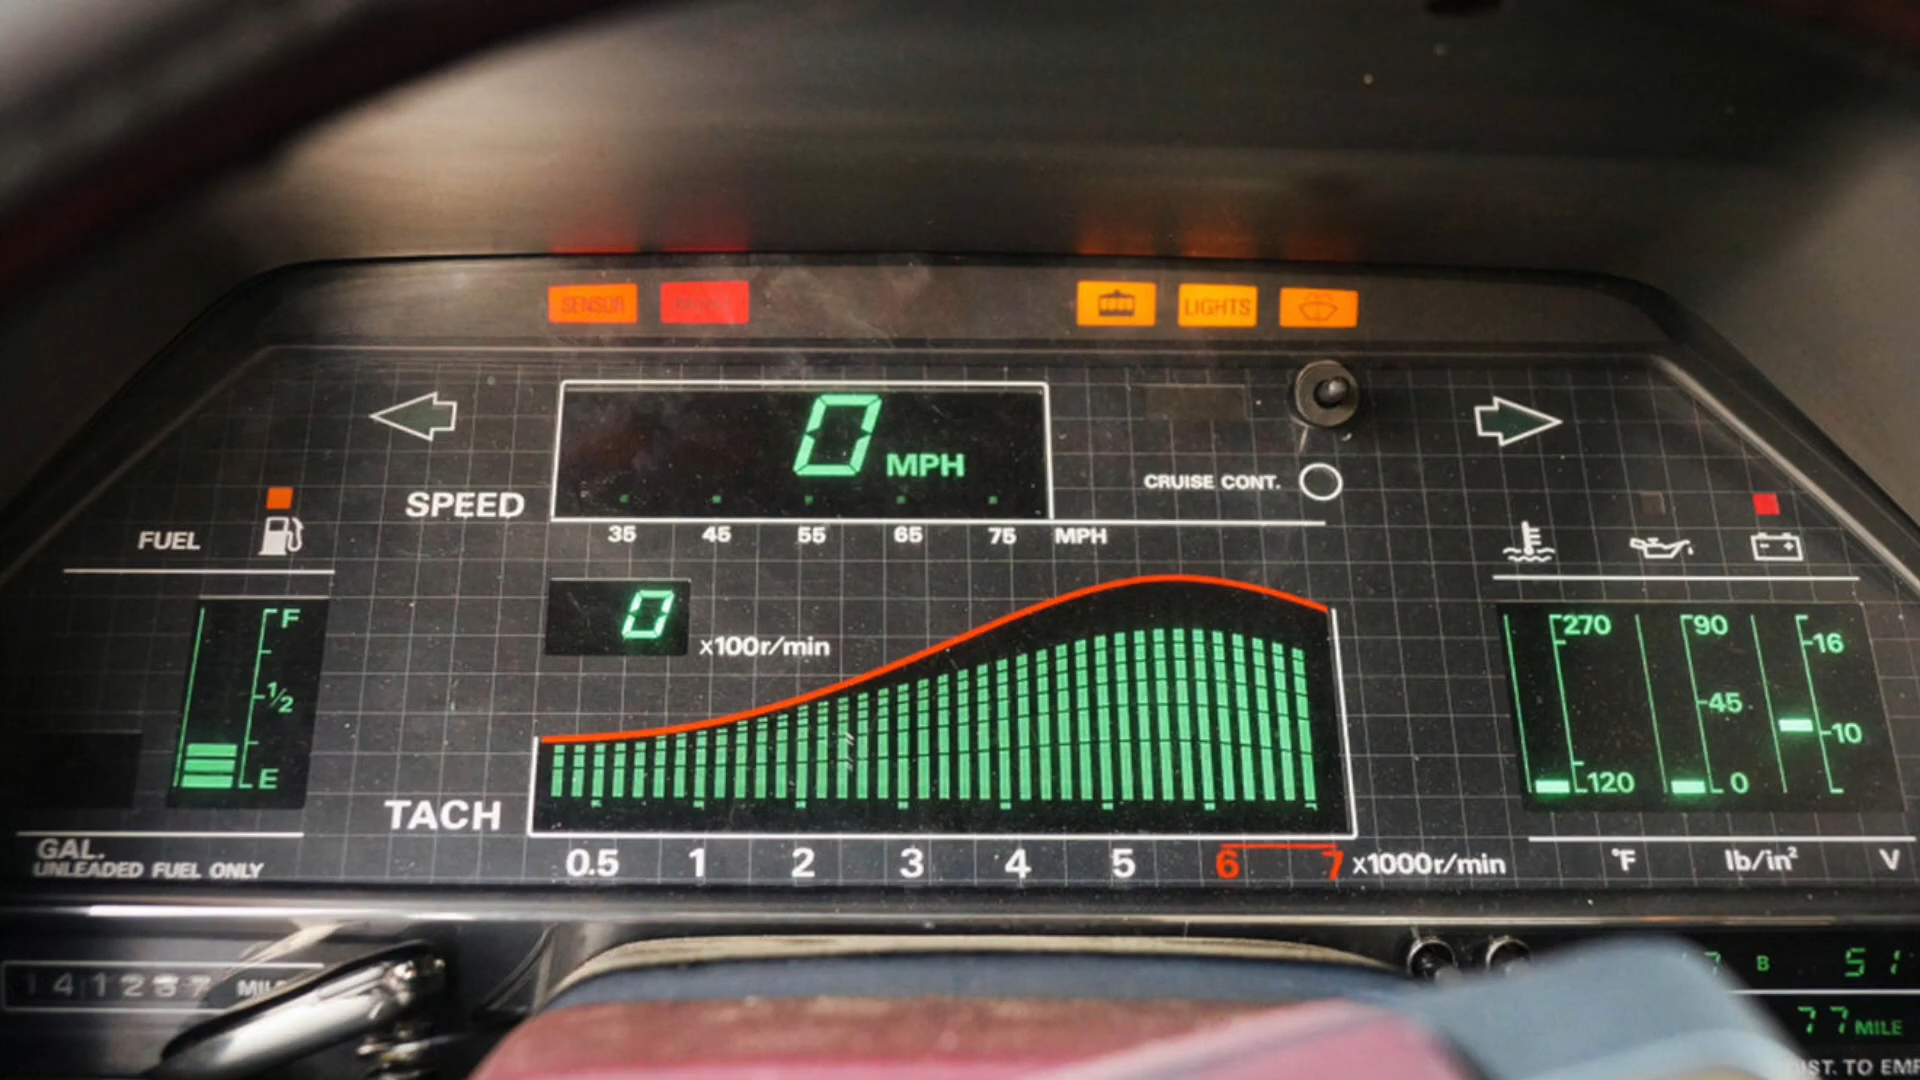 SENSOR
LIGHTS
0 MPH
SPEED
CRUISE CONT.
35 45 55 65 75 MPH
FUEL
0 x100r/min
F
1/2
E
270 90 16
45 10
120 0
TACH
GAL.
UNLEADED FUEL ONLY
0.5 1 2 3 4 5 6 7 x1000r/min
°F lb/in² V
B 51
77 MILE